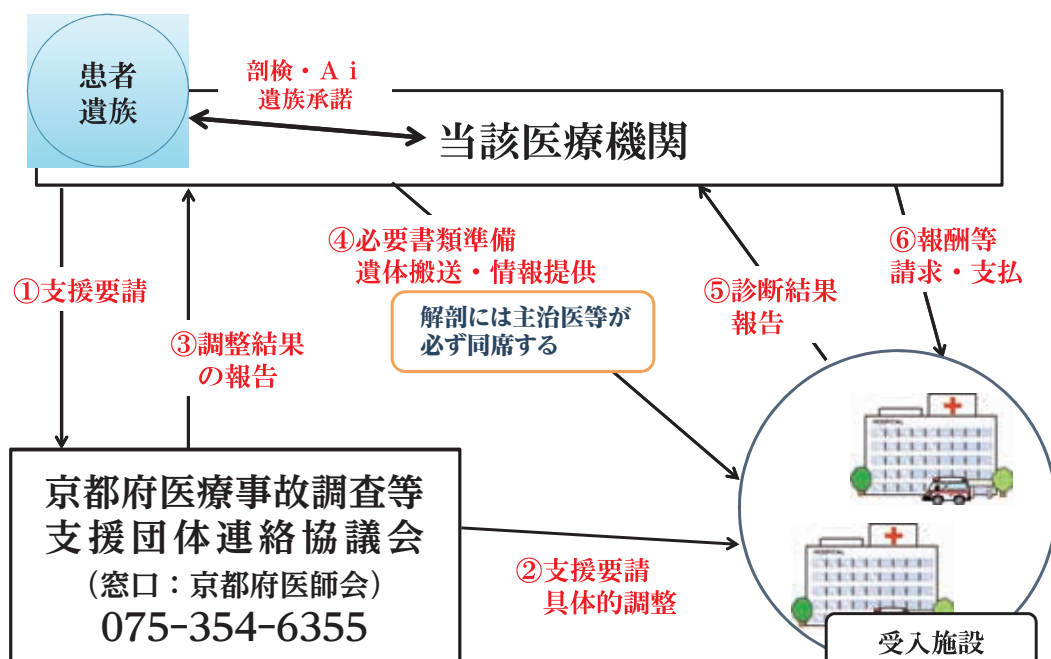 患者
遺族
剖検・Ａｉ
遺族承諾
当該医療機関
①支援要請
③調整結果
の報告
④必要書類準備
遺体搬送・情報提供
解剖には主治医等が
必ず同席する
⑤診断結果
報告
⑥報酬等
請求・支払
京都府医療事故調査等
支援団体連絡協議会
（窓口：京都府医師会）
075-354-6355
②支援要請
具体的調整
HOSPITAL
HOSPITAL
受入施設